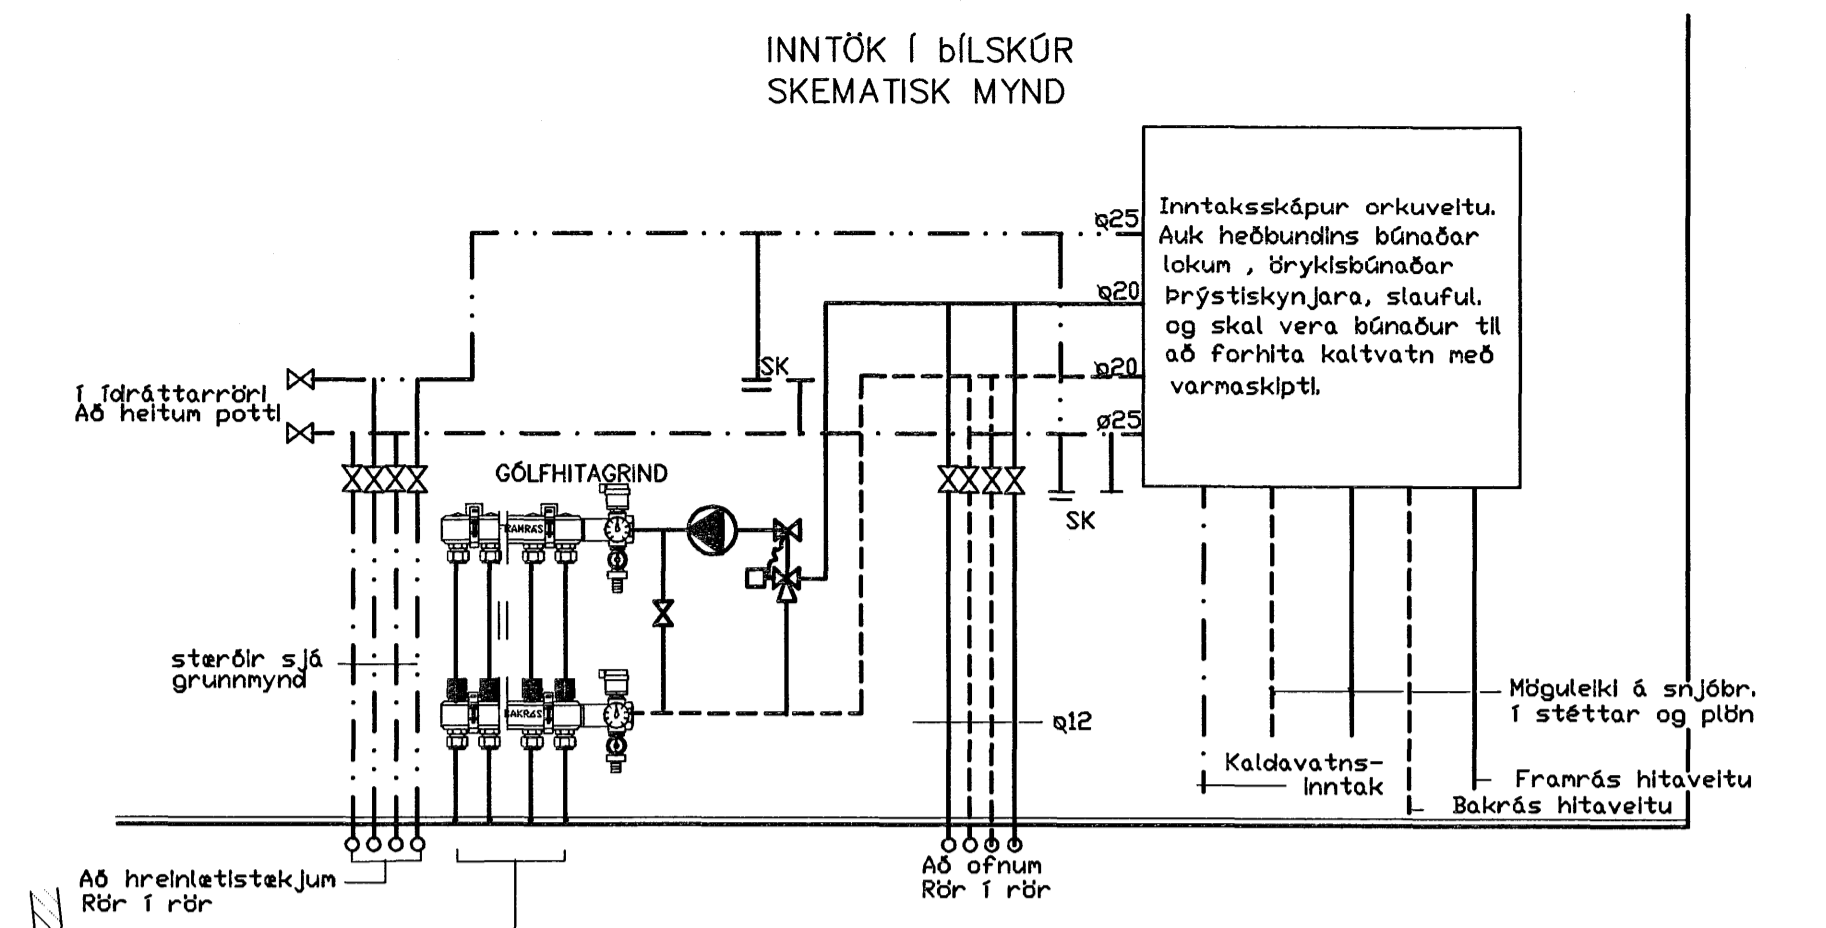 INNTÖK Í bÍLSKÚR
SKEMATISK MYND
ø25
ø20
ø20
ø25
Inntaksskápur orkuveitu.
Auk heðbundins búnaðar
lokum , örykisbúnaðar
Þrýstiskynjara, slauful.
og skal vera búnaður til
að forhita kaltvatn með
varmaskipti.
SK
í ídráttarröri
Að heitum potti
GÓLFHITAGRIND
FRAMRÁS
SK
stærðir sjá
grunnmynd
BAKRÁS
ø12
Möguleiki á snjóbr.
í stéttar og plön
Kaldavatns-
inntak
Framrás hitaveitu
Bakrás hitaveitu
Að hreinlætistækjum
Rör í rör
Að ofnum
Rör í rör